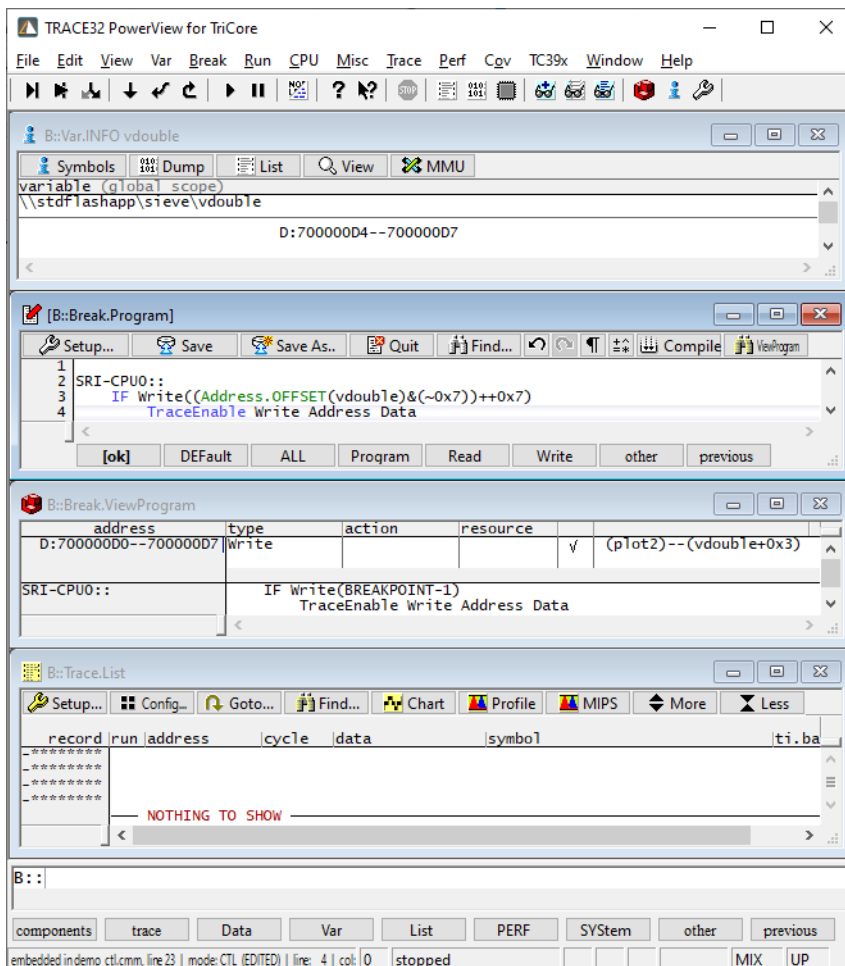 TRACE32 PowerView for TriCore
File Edit View Var Break Run CPU Misc Trace Perf Cov TC39x Window Help
B::Var.INFO vdouble
Symbols Dump List View MMU
variable (global scope)
\\stdflashapp\sieve\vdouble
D:700000D4--700000D7
[B::Break.Program]
Setup... Save Save As.. Quit Find... Compile ViewProgram
1
2 SRI-CPU0::
3 IF Write((Address.OFFSET(vdouble)&(~0x7))++0x7)
4 TraceEnable Write Address Data
[ok] DEFault ALL Program Read Write other previous
B::Break.ViewProgram
address type action resource
D:700000D0--700000D7 Write √ (plot2)--(vdouble+0x3)
SRI-CPU0:: IF Write(BREAKPOINT-1)
TraceEnable Write Address Data
B::Trace.List
Setup... Config... Goto... Find... Chart Profile MIPS More Less
record run address cycle data symbol ti.ba
-********
-********
-********
-********
NOTHING TO SHOW
B::
components trace Data Var List PERF SYStem other previous
embedded in demo_ctl.cmm, line 23 | mode: CTL (EDITED) | line: 4 | col: 0 stopped MIX UP